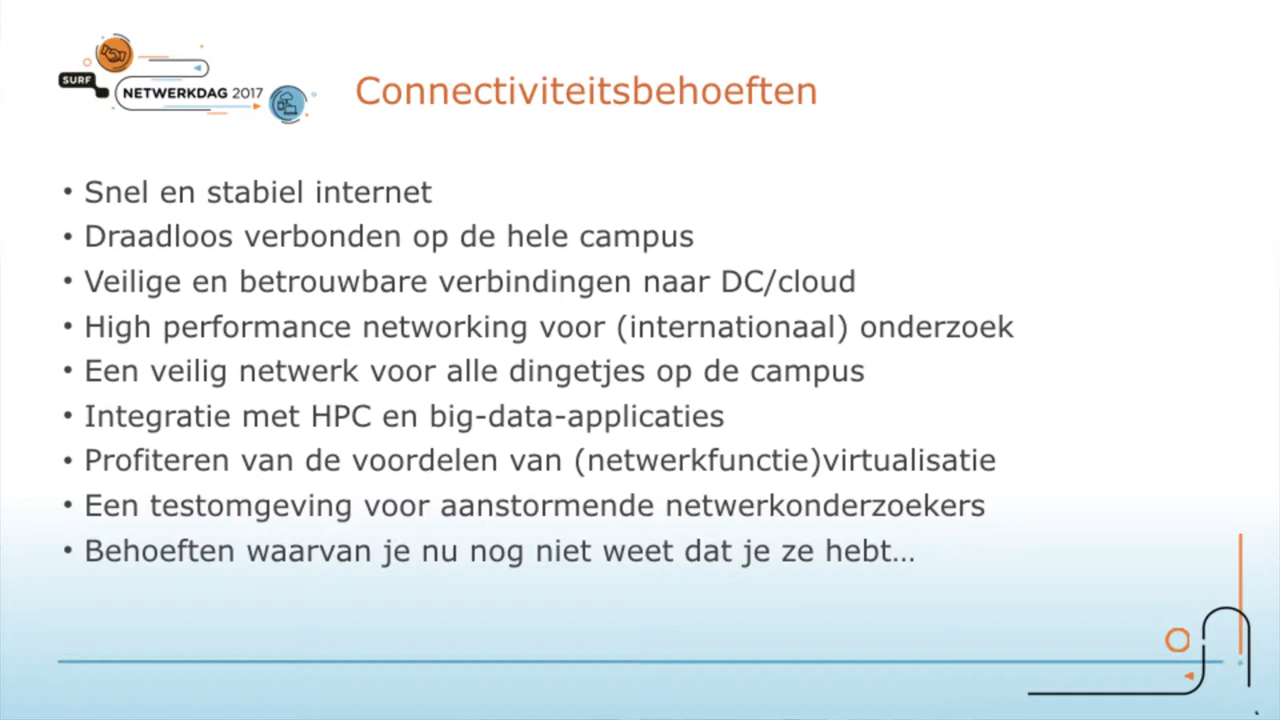 SURF
NETWERKDAG 2017
Connectiviteitsbehoeften
• Snel en stabiel internet
• Draadloos verbonden op de hele campus
• Veilige en betrouwbare verbindingen naar DC/cloud
• High performance networking voor (internationaal) onderzoek
• Een veilig netwerk voor alle dingetjes op de campus
• Integratie met HPC en big-data-applicaties
• Profiteren van de voordelen van (netwerkfunctie)virtualisatie
• Een testomgeving voor aanstormende netwerkonderzoekers
• Behoeften waarvan je nu nog niet weet dat je ze hebt…